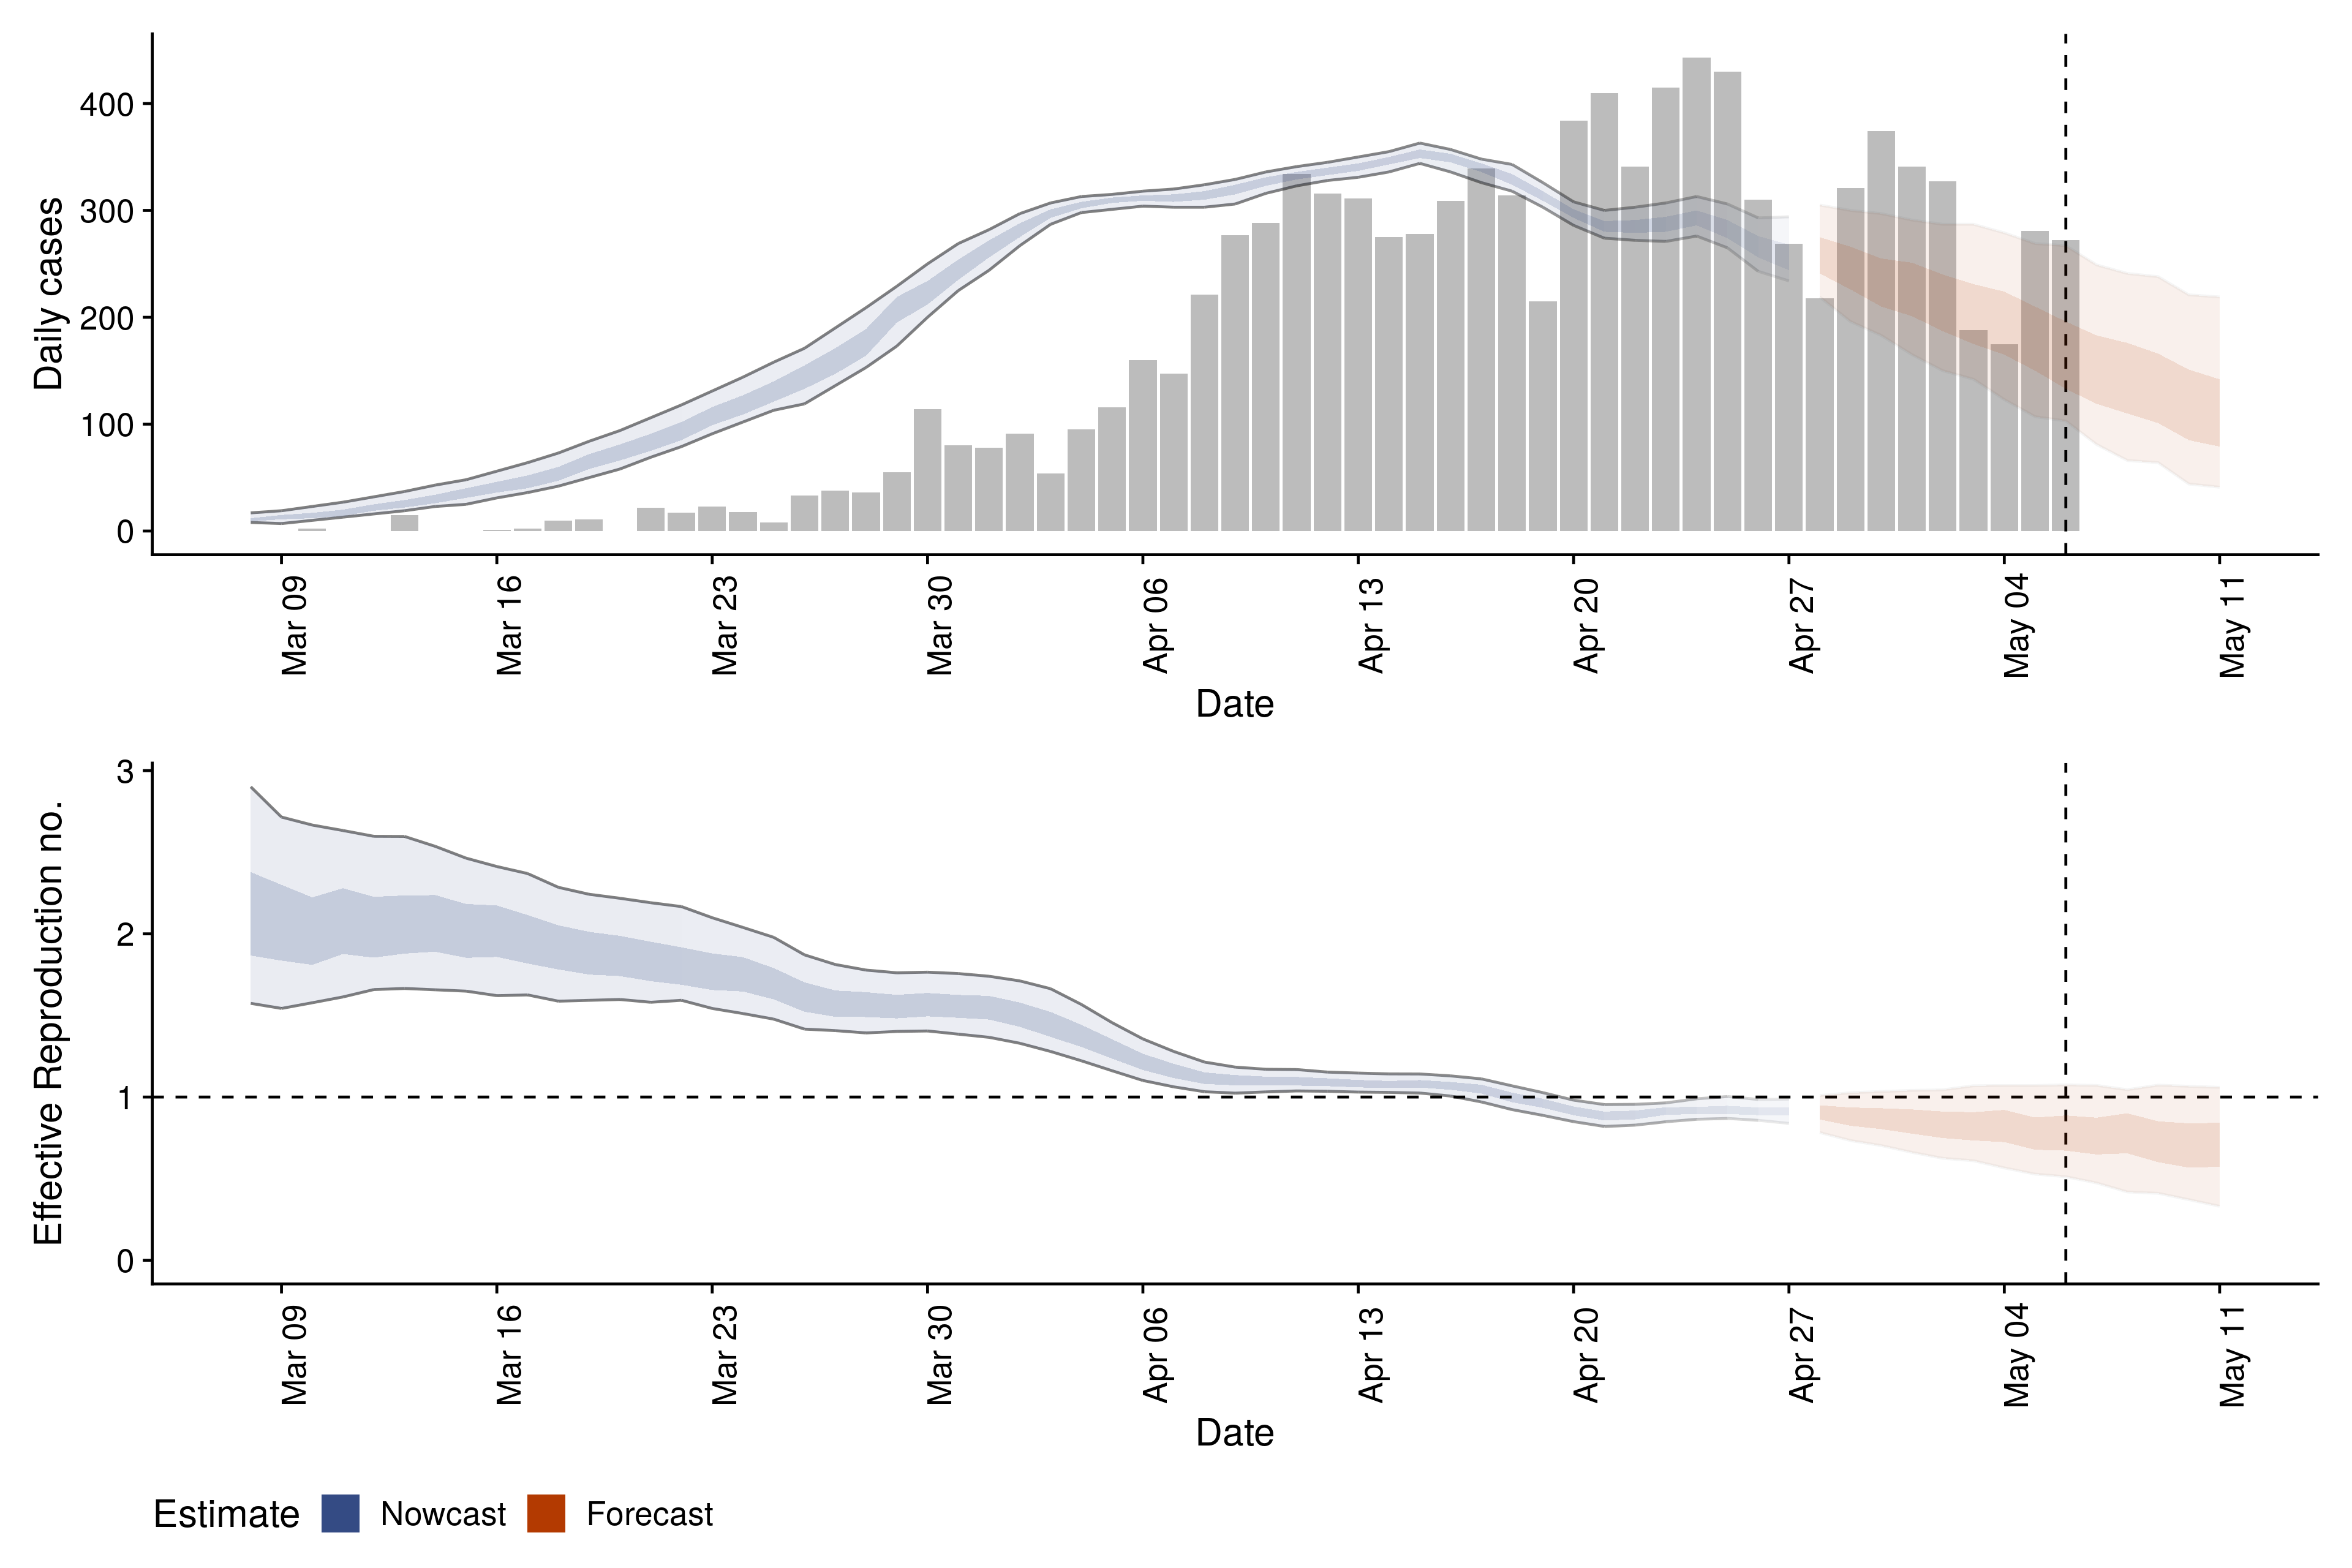 Daily cases
400
300
200
100
0
Mar 09
Mar 16
Mar 23
Mar 30
Apr 06
Apr 13
Apr 20
Apr 27
May 04
May 11
Date
Effective Reproduction no.
3
2
1
0
Mar 09
Mar 16
Mar 23
Mar 30
Apr 06
Apr 13
Apr 20
Apr 27
May 04
May 11
Date
Estimate Nowcast Forecast